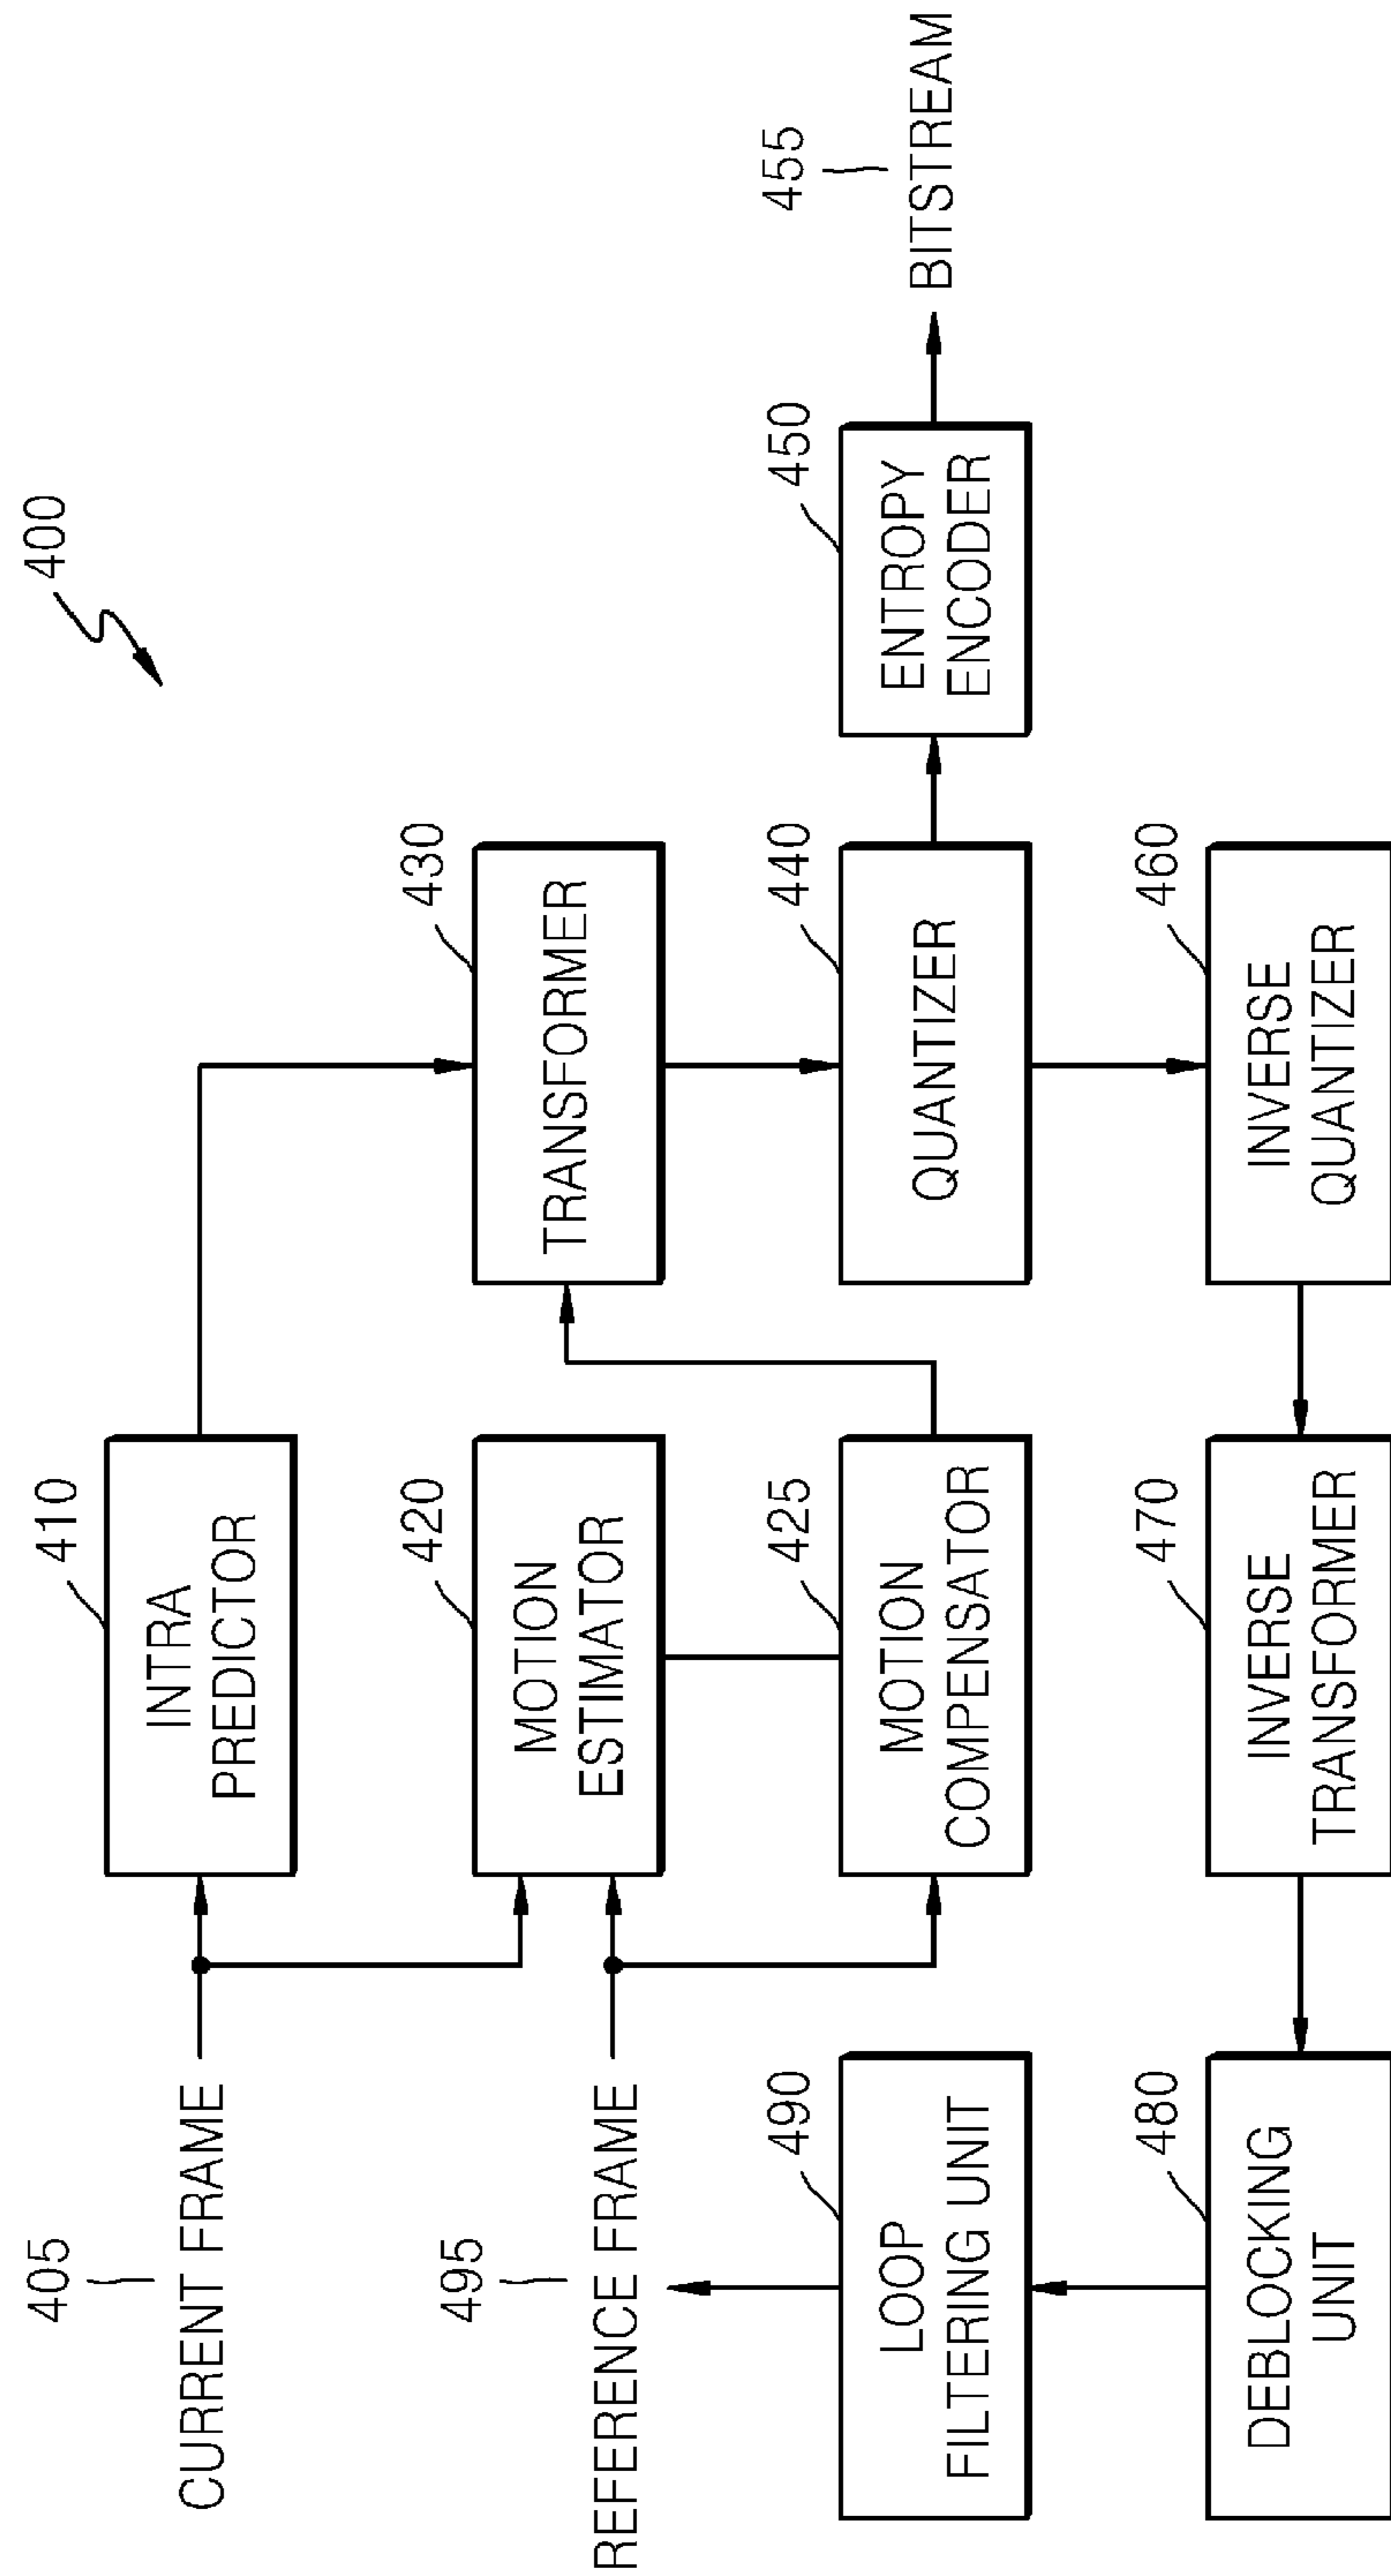 400
405
CURRENT FRAME
410
INTRA
PREDICTOR
495
REFERENCE FRAME
420
MOTION
ESTIMATOR
430
TRANSFORMER
490
LOOP
FILTERING UNIT
425
MOTION
COMPENSATOR
440
QUANTIZER
450
ENTROPY
ENCODER
455
BITSTREAM
480
DEBLOCKING
UNIT
470
INVERSE
TRANSFORMER
460
INVERSE
QUANTIZER